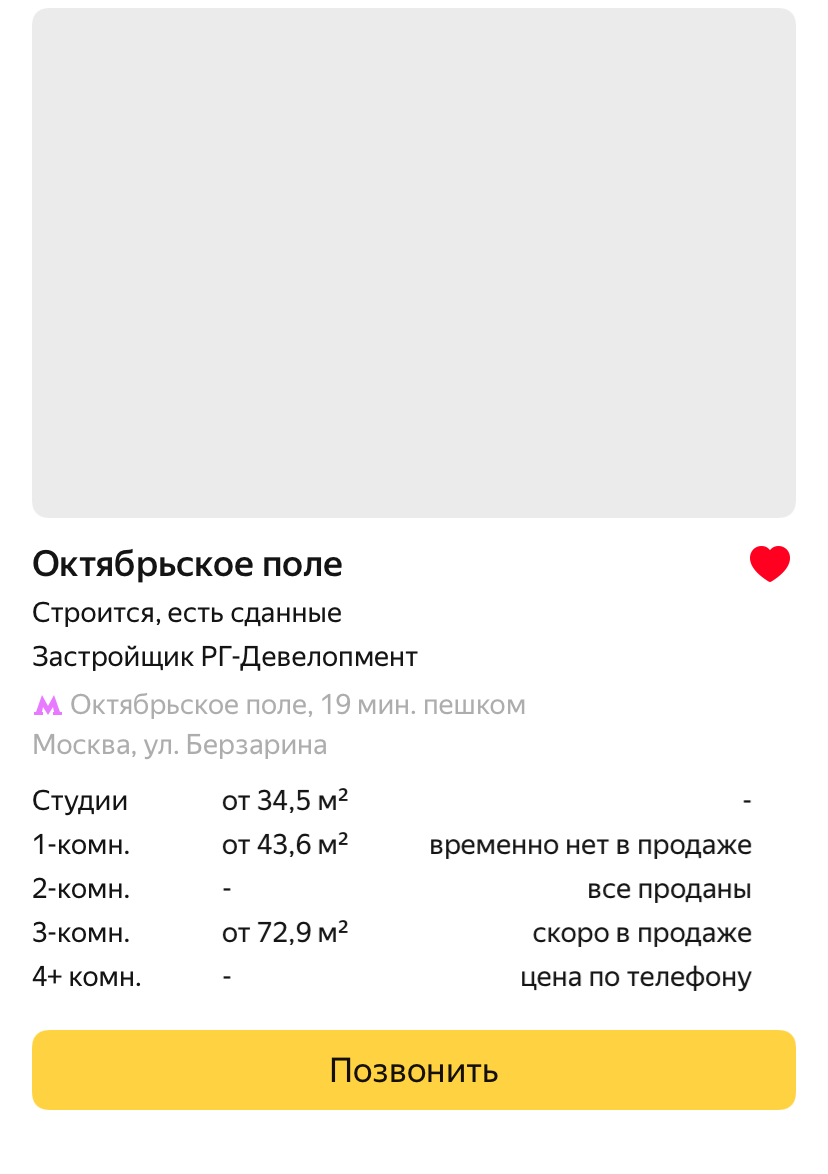 Октябрьское поле
Строится, есть сданные
Застройщик РГ-Девелопмент
Октябрьское поле, 19 мин. пешком
Москва, ул. Берзарина
Студии от 34,5 м² -
1-комн. от 43,6 м² временно нет в продаже
2-комн. - все проданы
3-комн. от 72,9 м² скоро в продаже
4+ комн. - цена по телефону
Позвонить